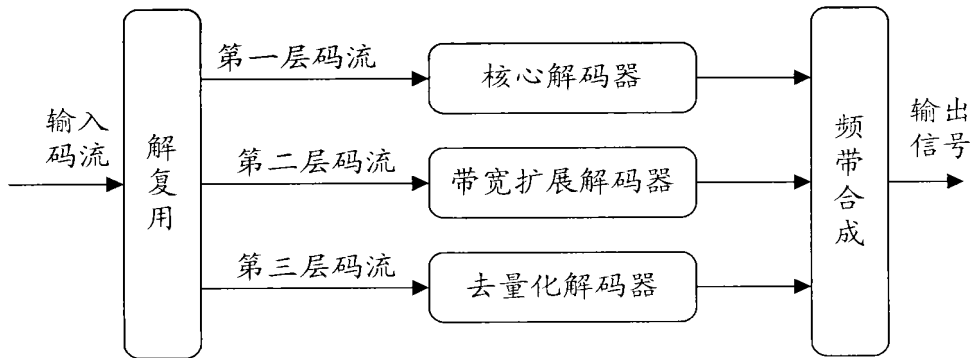 输入
码流
解
复
用
第一层码流
第二层码流
第三层码流
核心解码器
带宽扩展解码器
去量化解码器
频
带
合
成
输出
信号